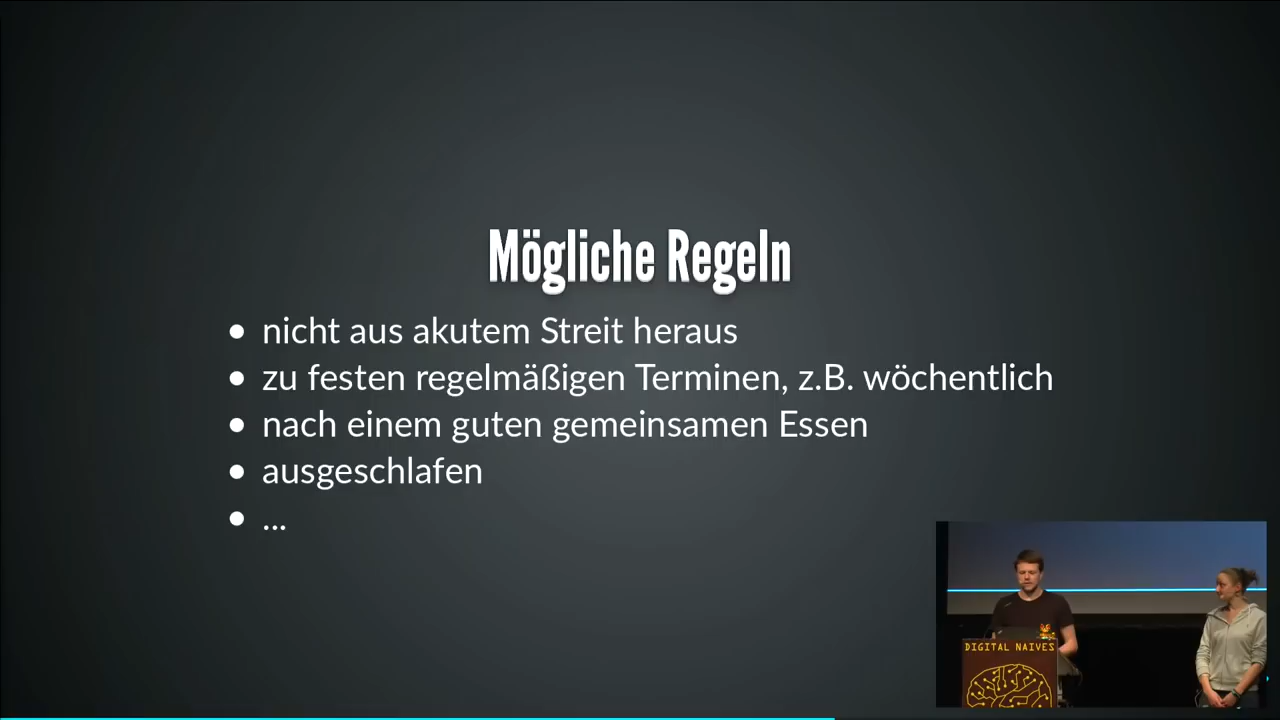 Mögliche Regeln
nicht aus akutem Streit heraus
zu festen regelmäßigen Terminen, z.B. wöchentlich
nach einem guten gemeinsamen Essen
ausgeschlafen
...
DIGITAL NAIVES